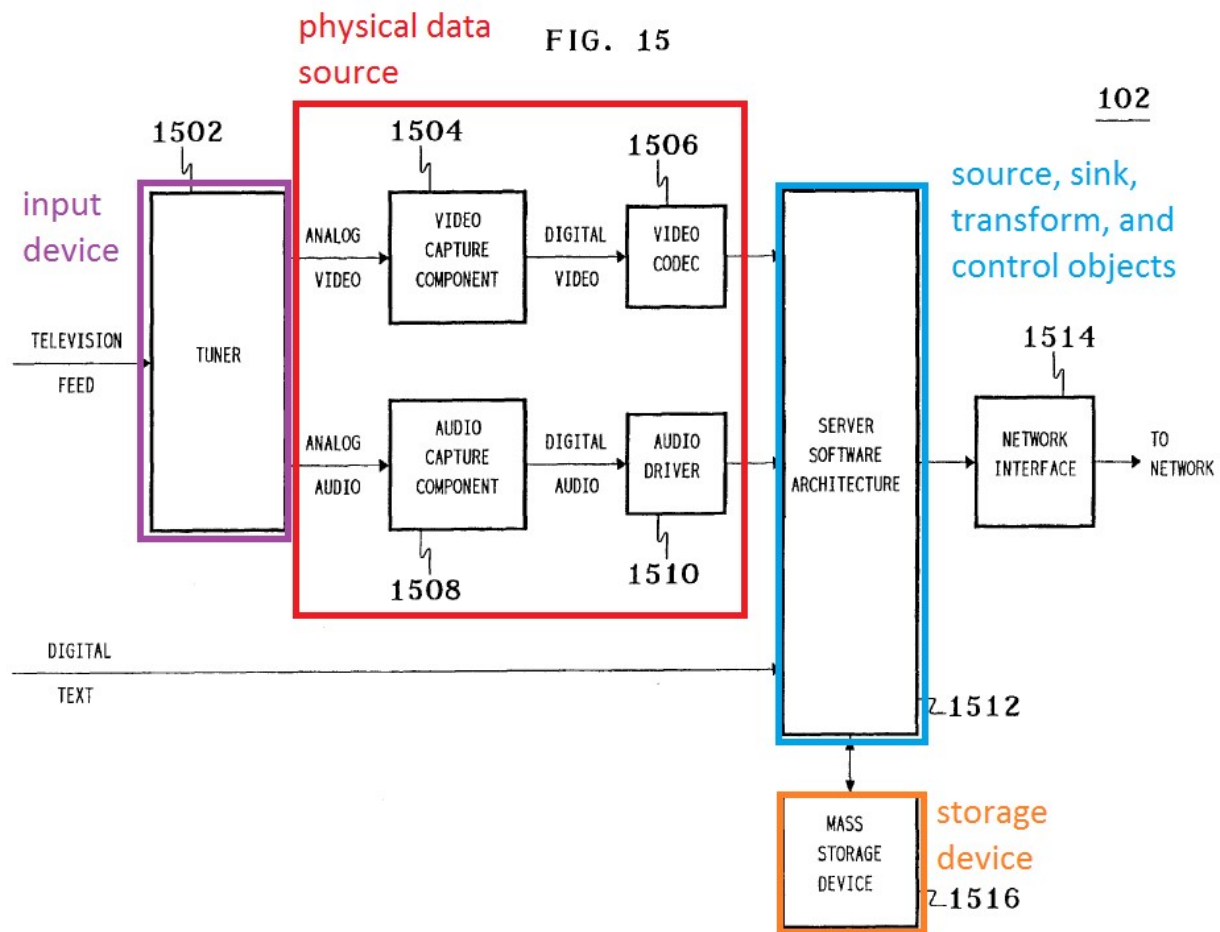 physical data
source
FIG. 15
102
1502
1504
1506
input
device
source, sink,
transform, and
control objects
TELEVISION
FEED
TUNER
ANALOG
VIDEO
VIDEO
CAPTURE
COMPONENT
DIGITAL
VIDEO
VIDEO
CODEC
ANALOG
AUDIO
AUDIO
CAPTURE
COMPONENT
DIGITAL
AUDIO
AUDIO
DRIVER
1508
1510
SERVER
SOFTWARE
ARCHITECTURE
1514
NETWORK
INTERFACE
TO
NETWORK
DIGITAL
TEXT
1512
MASS
STORAGE
DEVICE
storage
device
1516